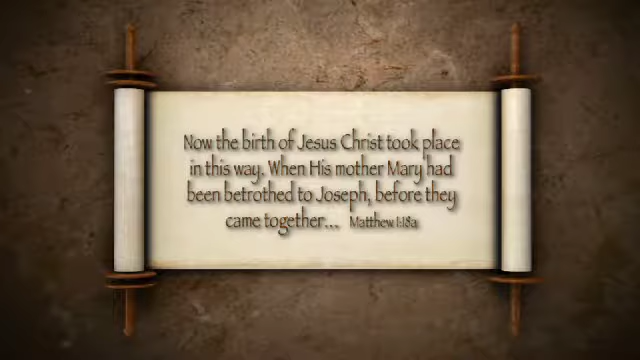 Now the birth of Jesus Christ took place
in this way. When His mother Mary had
been betrothed to Joseph, before they
came together... Matthew 1:18a